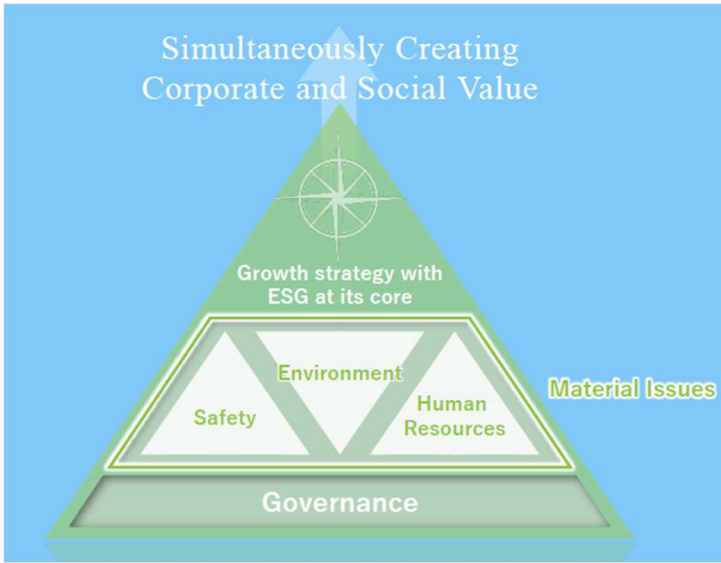 Simultaneously Creating
Corporate and Social Value
Growth strategy with
ESG at its core
Environment
Safety
Human
Resources
Material Issues
Governance